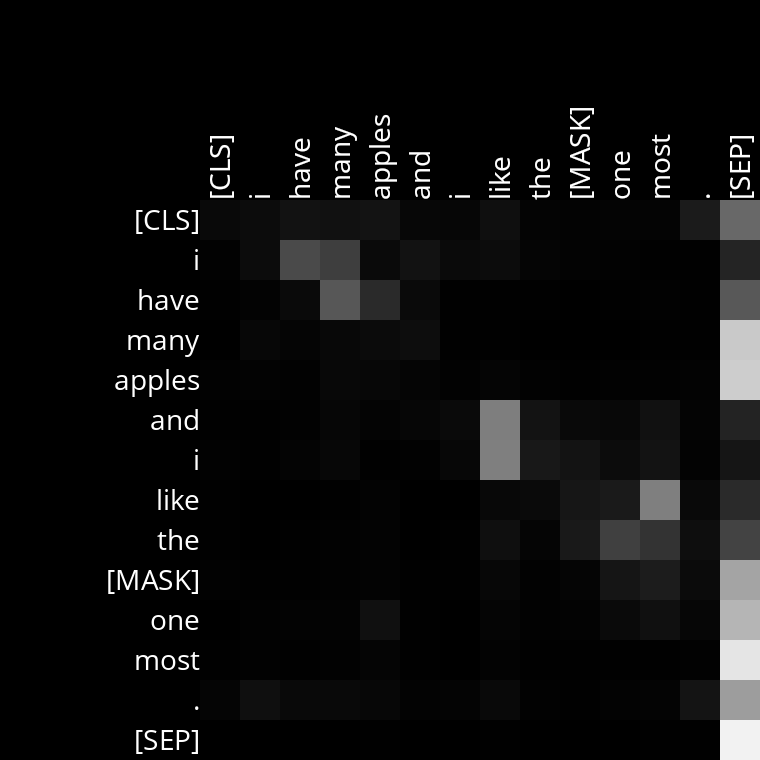 [CLS] i have many apples and i like the [MASK] one most . [SEP]
[CLS]
i
have
many
apples
and
i
like
the
[MASK]
one
most
.
[SEP]